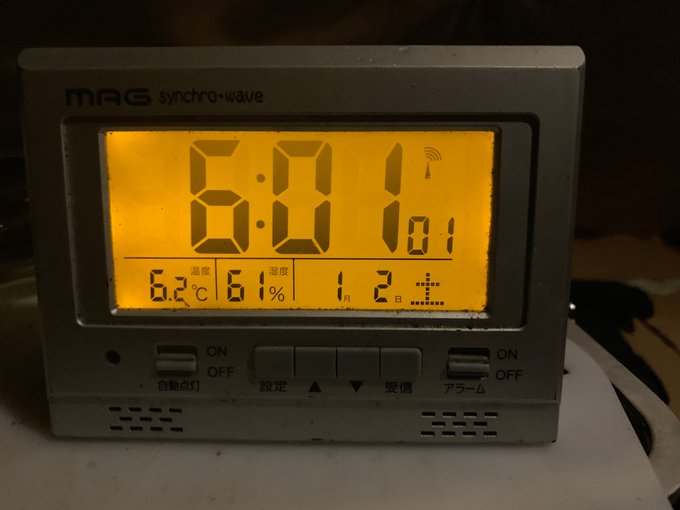 MAG synchro・wave
6:01 01
温度 湿度
6.2℃ 61% 1月 2日 土
ON ON
OFF OFF
自動点灯 設定 ▲ ▼ 受信 アラーム